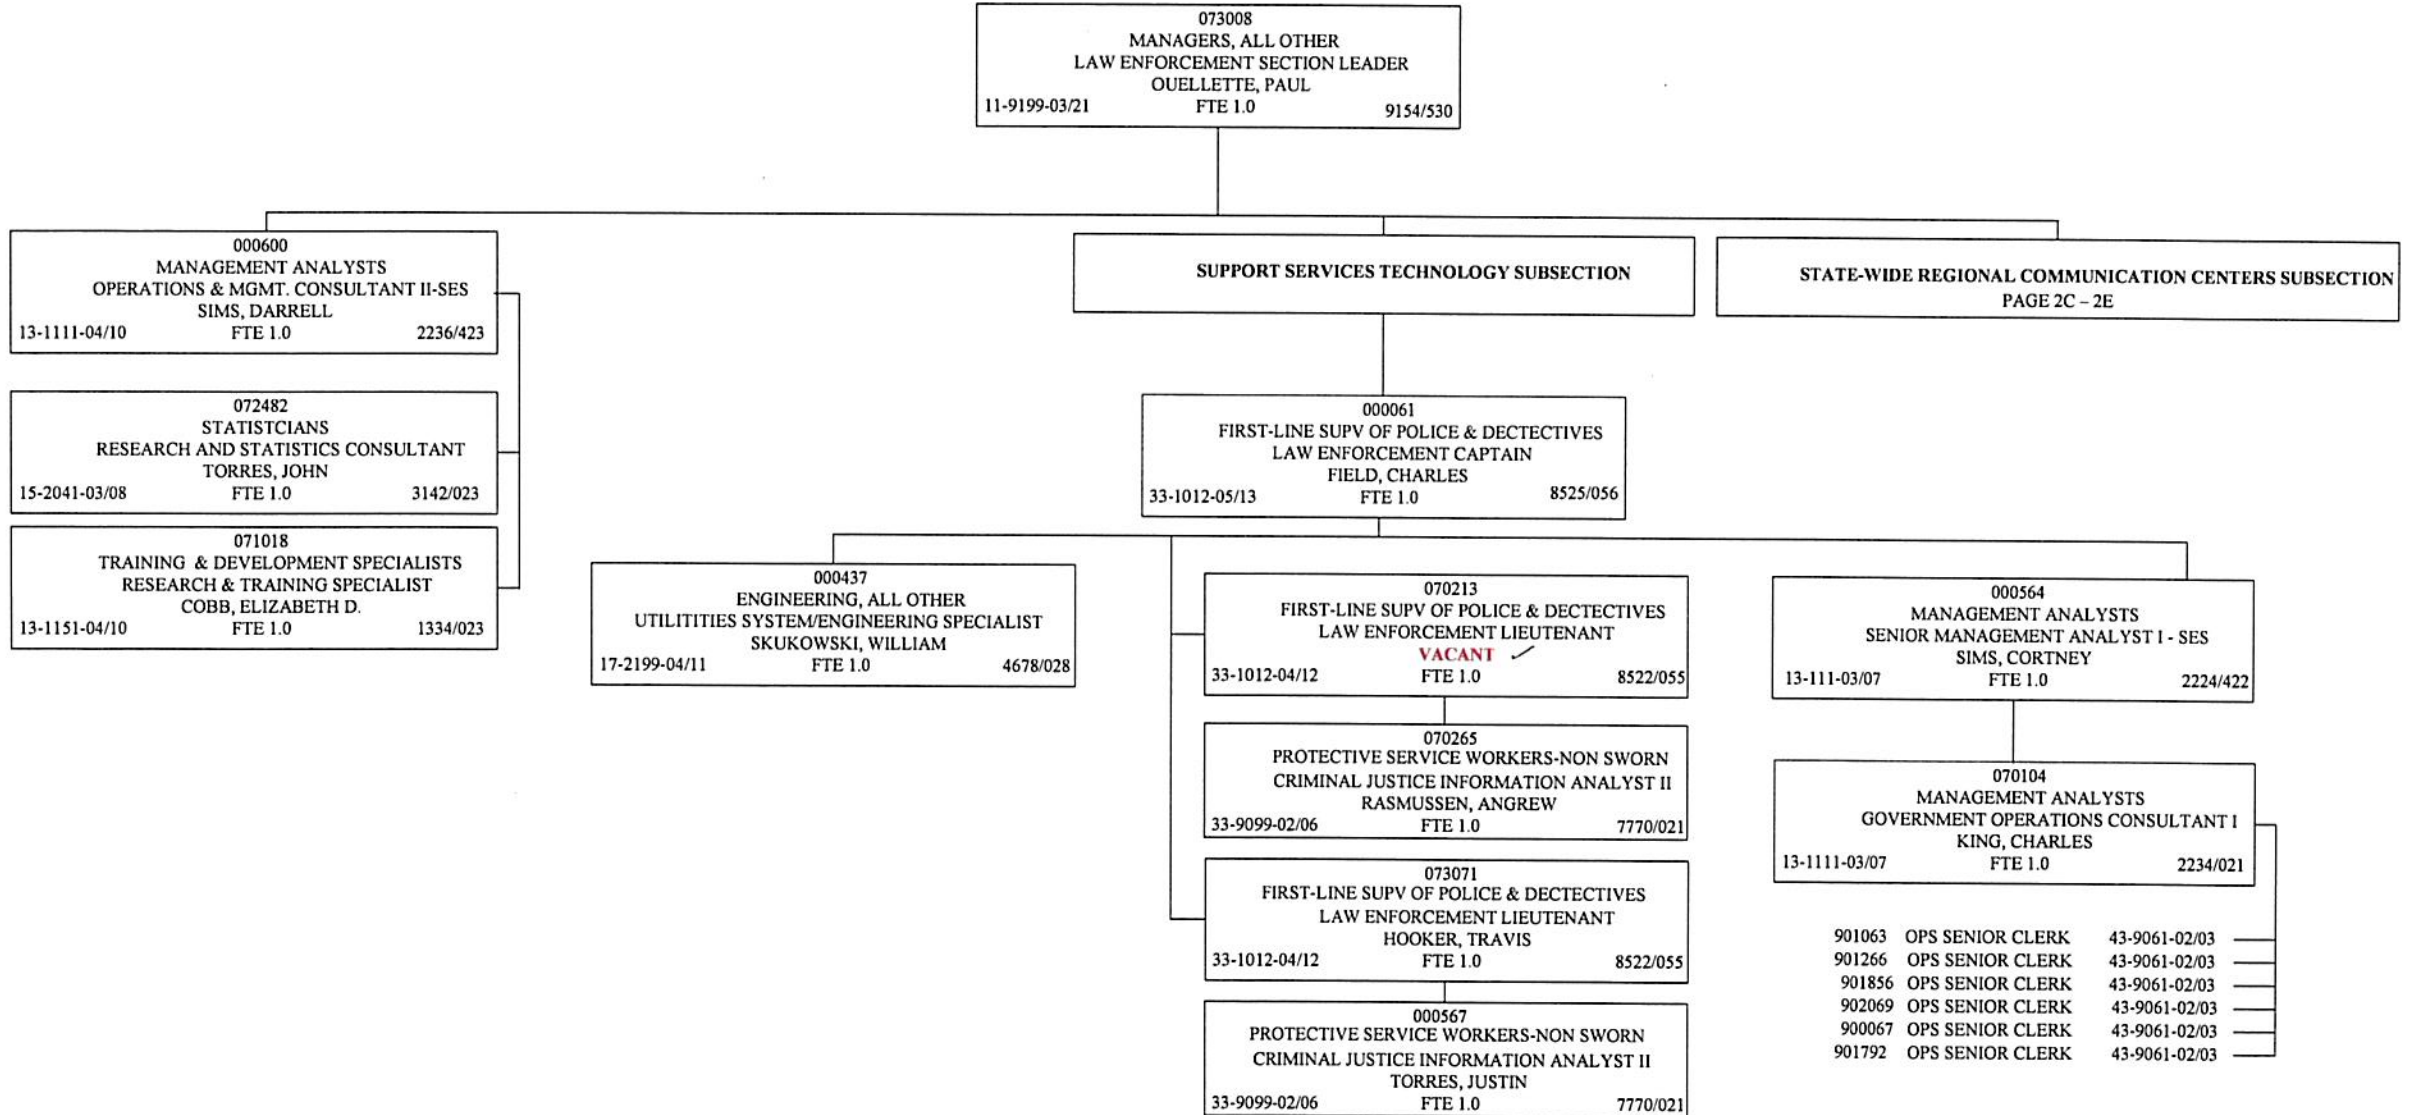 073008
MANAGERS, ALL OTHER
LAW ENFORCEMENT SECTION LEADER
OUELLETTE, PAUL
11-9199-03/21 FTE 1.0 9154/530
000600
MANAGEMENT ANALYSTS
OPERATIONS & MGMT. CONSULTANT II-SES
SIMS, DARRELL
13-1111-04/10 FTE 1.0 2236/423
072482
STATISTCIANS
RESEARCH AND STATISTICS CONSULTANT
TORRES, JOHN
15-2041-03/08 FTE 1.0 3142/023
071018
TRAINING & DEVELOPMENT SPECIALISTS
RESEARCH & TRAINING SPECIALIST
COBB, ELIZABETH D.
13-1151-04/10 FTE 1.0 1334/023
SUPPORT SERVICES TECHNOLOGY SUBSECTION
STATE-WIDE REGIONAL COMMUNICATION CENTERS SUBSECTION
PAGE 2C – 2E
000061
FIRST-LINE SUPV OF POLICE & DECTECTIVES
LAW ENFORCEMENT CAPTAIN
FIELD, CHARLES
33-1012-05/13 FTE 1.0 8525/056
000437
ENGINEERING, ALL OTHER
UTILITITIES SYSTEM/ENGINEERING SPECIALIST
SKUKOWSKI, WILLIAM
17-2199-04/11 FTE 1.0 4678/028
070213
FIRST-LINE SUPV OF POLICE & DECTECTIVES
LAW ENFORCEMENT LIEUTENANT
VACANT ✓
33-1012-04/12 FTE 1.0 8522/055
070265
PROTECTIVE SERVICE WORKERS-NON SWORN
CRIMINAL JUSTICE INFORMATION ANALYST II
RASMUSSEN, ANGREW
33-9099-02/06 FTE 1.0 7770/021
073071
FIRST-LINE SUPV OF POLICE & DECTECTIVES
LAW ENFORCEMENT LIEUTENANT
HOOKER, TRAVIS
33-1012-04/12 FTE 1.0 8522/055
000567
PROTECTIVE SERVICE WORKERS-NON SWORN
CRIMINAL JUSTICE INFORMATION ANALYST II
TORRES, JUSTIN
33-9099-02/06 FTE 1.0 7770/021
000564
MANAGEMENT ANALYSTS
SENIOR MANAGEMENT ANALYST I - SES
SIMS, CORTNEY
13-111-03/07 FTE 1.0 2224/422
070104
MANAGEMENT ANALYSTS
GOVERNMENT OPERATIONS CONSULTANT I
KING, CHARLES
13-1111-03/07 FTE 1.0 2234/021
901063 OPS SENIOR CLERK 43-9061-02/03
901266 OPS SENIOR CLERK 43-9061-02/03
901856 OPS SENIOR CLERK 43-9061-02/03
902069 OPS SENIOR CLERK 43-9061-02/03
900067 OPS SENIOR CLERK 43-9061-02/03
901792 OPS SENIOR CLERK 43-9061-02/03